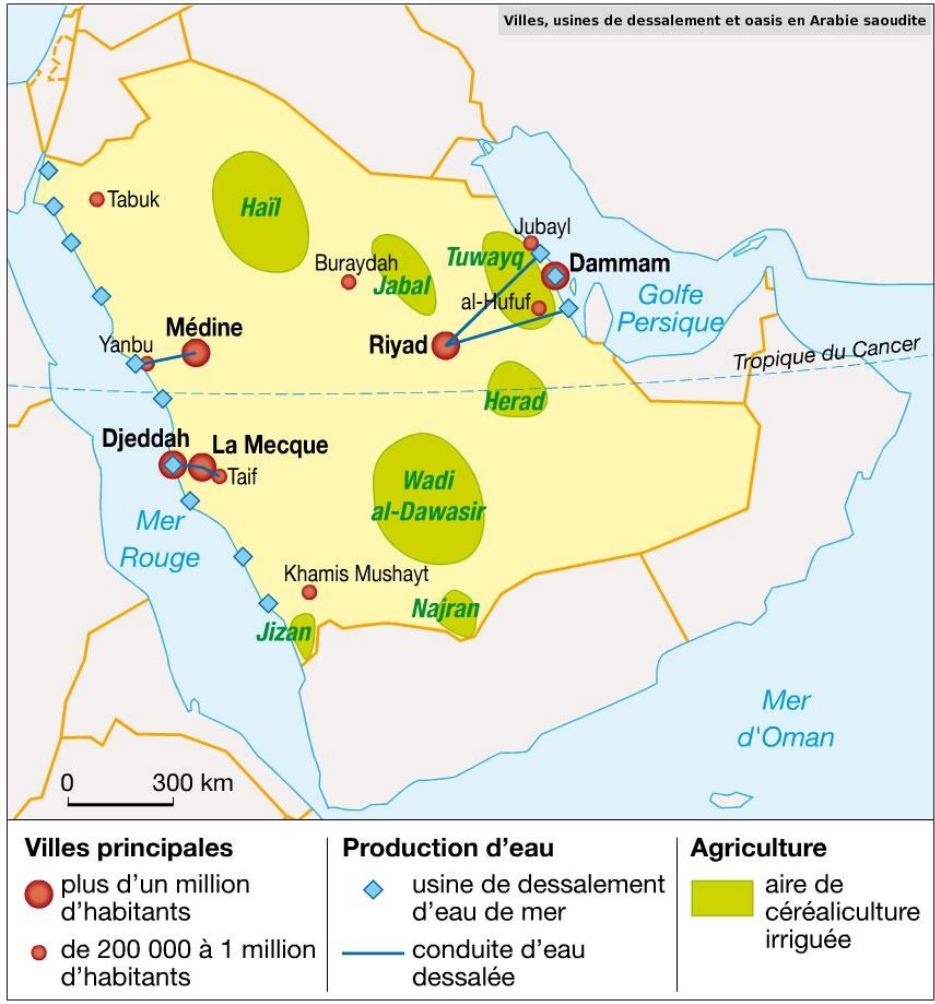 Villes, usines de dessalement et oasis en Arabie saoudite
Tabuk
Haïl
Jubayl
Buraydah
Jabal
Tuwayq
Dammam
al-Hufuf
Golfe
Persique
Yanbu
Médine
Riyad
Tropique du Cancer
Herad
Djeddah
La Mecque
Taif
Wadi
al-Dawasir
Mer
Rouge
Khamis Mushayt
Najran
Jizan
Mer
d'Oman
0 300 km
Villes principales
plus d'un million
d'habitants
de 200 000 à 1 million
d'habitants
Production d'eau
usine de dessalement
d'eau de mer
conduite d'eau
dessalée
Agriculture
aire de
céréaliculture
irriguée